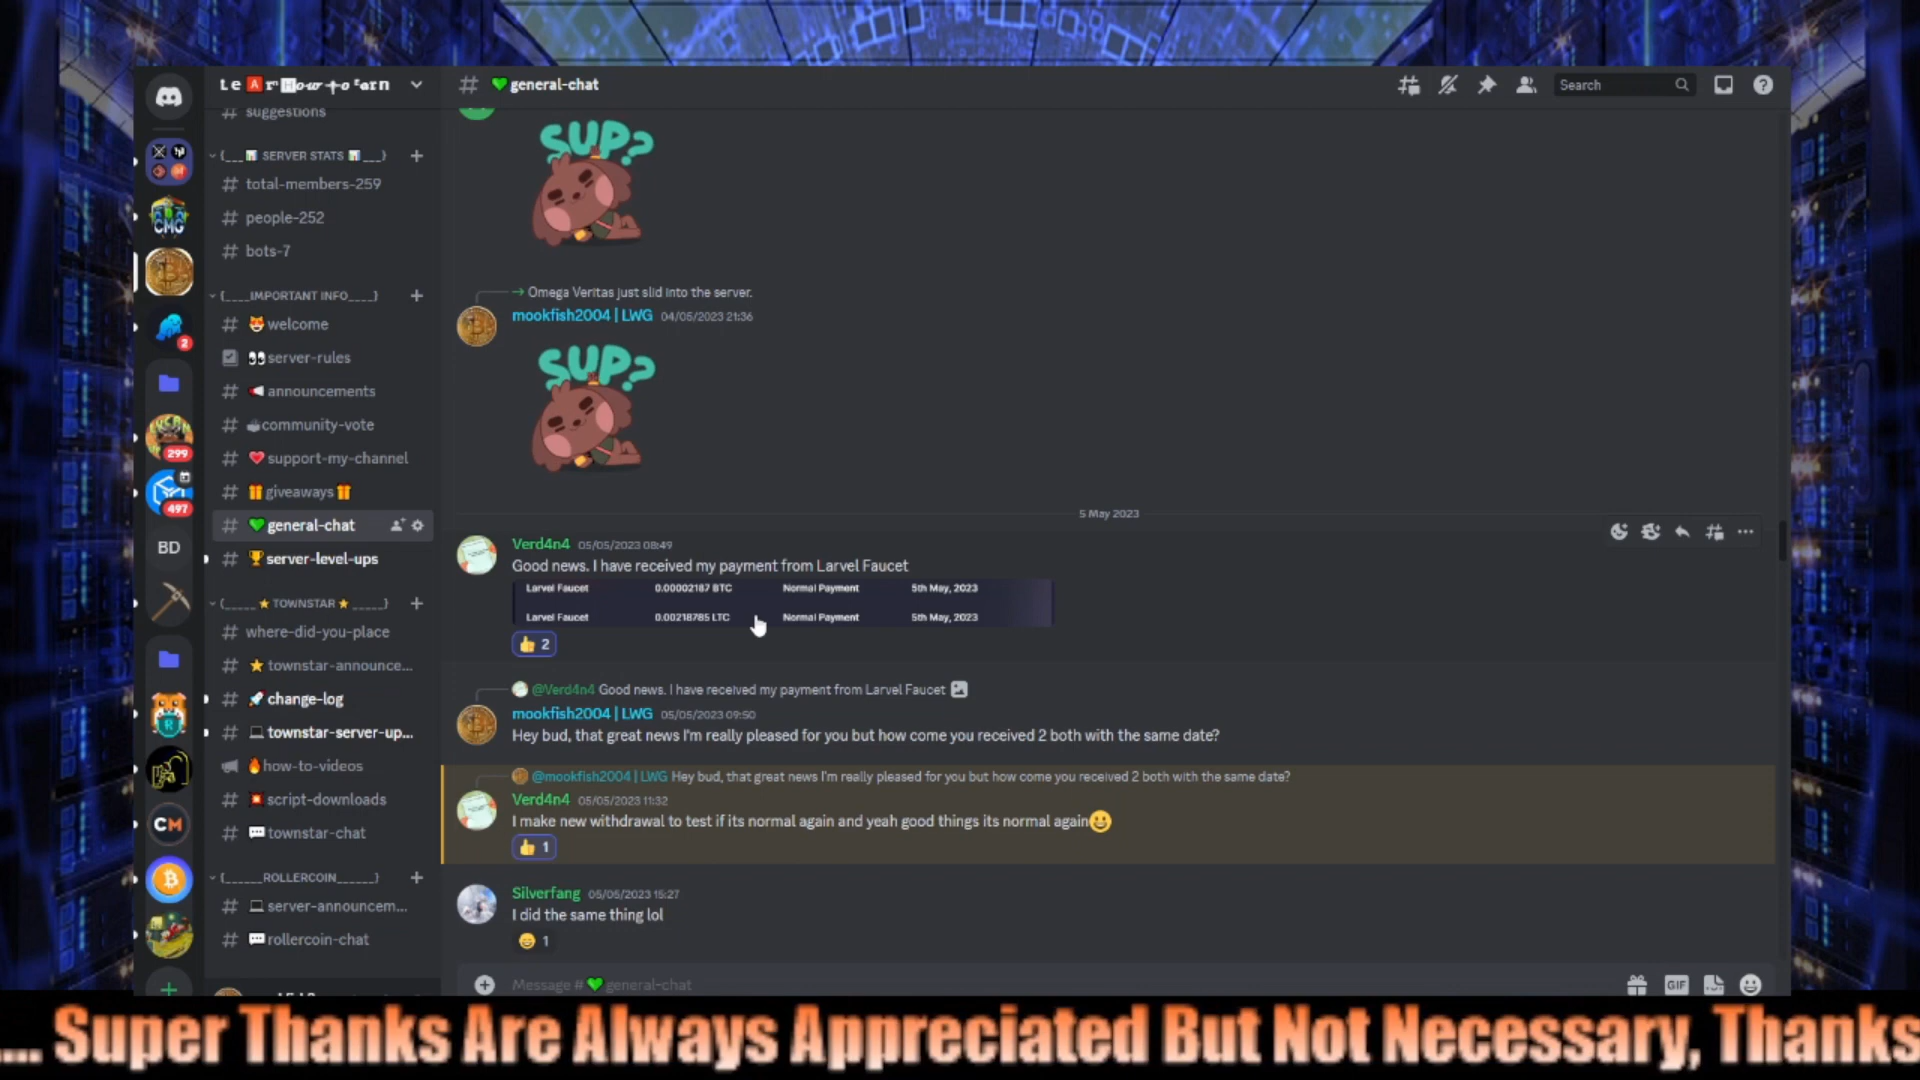 L e A r ⁿ H o w t o ᴱ a r n
# general-chat
Search
# suggestions
{___ SERVER STATS ___}
# total-members-259
# people-252
# bots-7
{____IMPORTANT INFO____}
# welcome
server-rules
# announcements
# community-vote
# support-my-channel
# giveaways
# general-chat
# server-level-ups
{_____ TOWNSTAR _____}
# where-did-you-place
# townstar-announce...
# change-log
# townstar-server-up...
how-to-videos
# script-downloads
# townstar-chat
{______ROLLERCOIN______}
# server-announcem...
# rollercoin-chat
CMG
2
299
497
BD
CM
SUP?
Omega Veritas just slid into the server.
mookfish2004 | LWG 04/05/2023 21:36
SUP?
5 May 2023
Verd4n4 05/05/2023 08:49
Good news. I have received my payment from Larvel Faucet
Larvel Faucet 0.00002187 BTC Normal Payment 5th May, 2023
Larvel Faucet 0.00218785 LTC Normal Payment 5th May, 2023
2
@Verd4n4 Good news. I have received my payment from Larvel Faucet
mookfish2004 | LWG 05/05/2023 09:50
Hey bud, that great news I'm really pleased for you but how come you received 2 both with the same date?
@mookfish2004 | LWG Hey bud, that great news I'm really pleased for you but how come you received 2 both with the same date?
Verd4n4 05/05/2023 11:32
I make new withdrawal to test if its normal again and yeah good things its normal again
1
Silverfang 05/05/2023 15:27
I did the same thing lol
1
Message # general-chat
GIF
... Super Thanks Are Always Appreciated But Not Necessary, Thanks